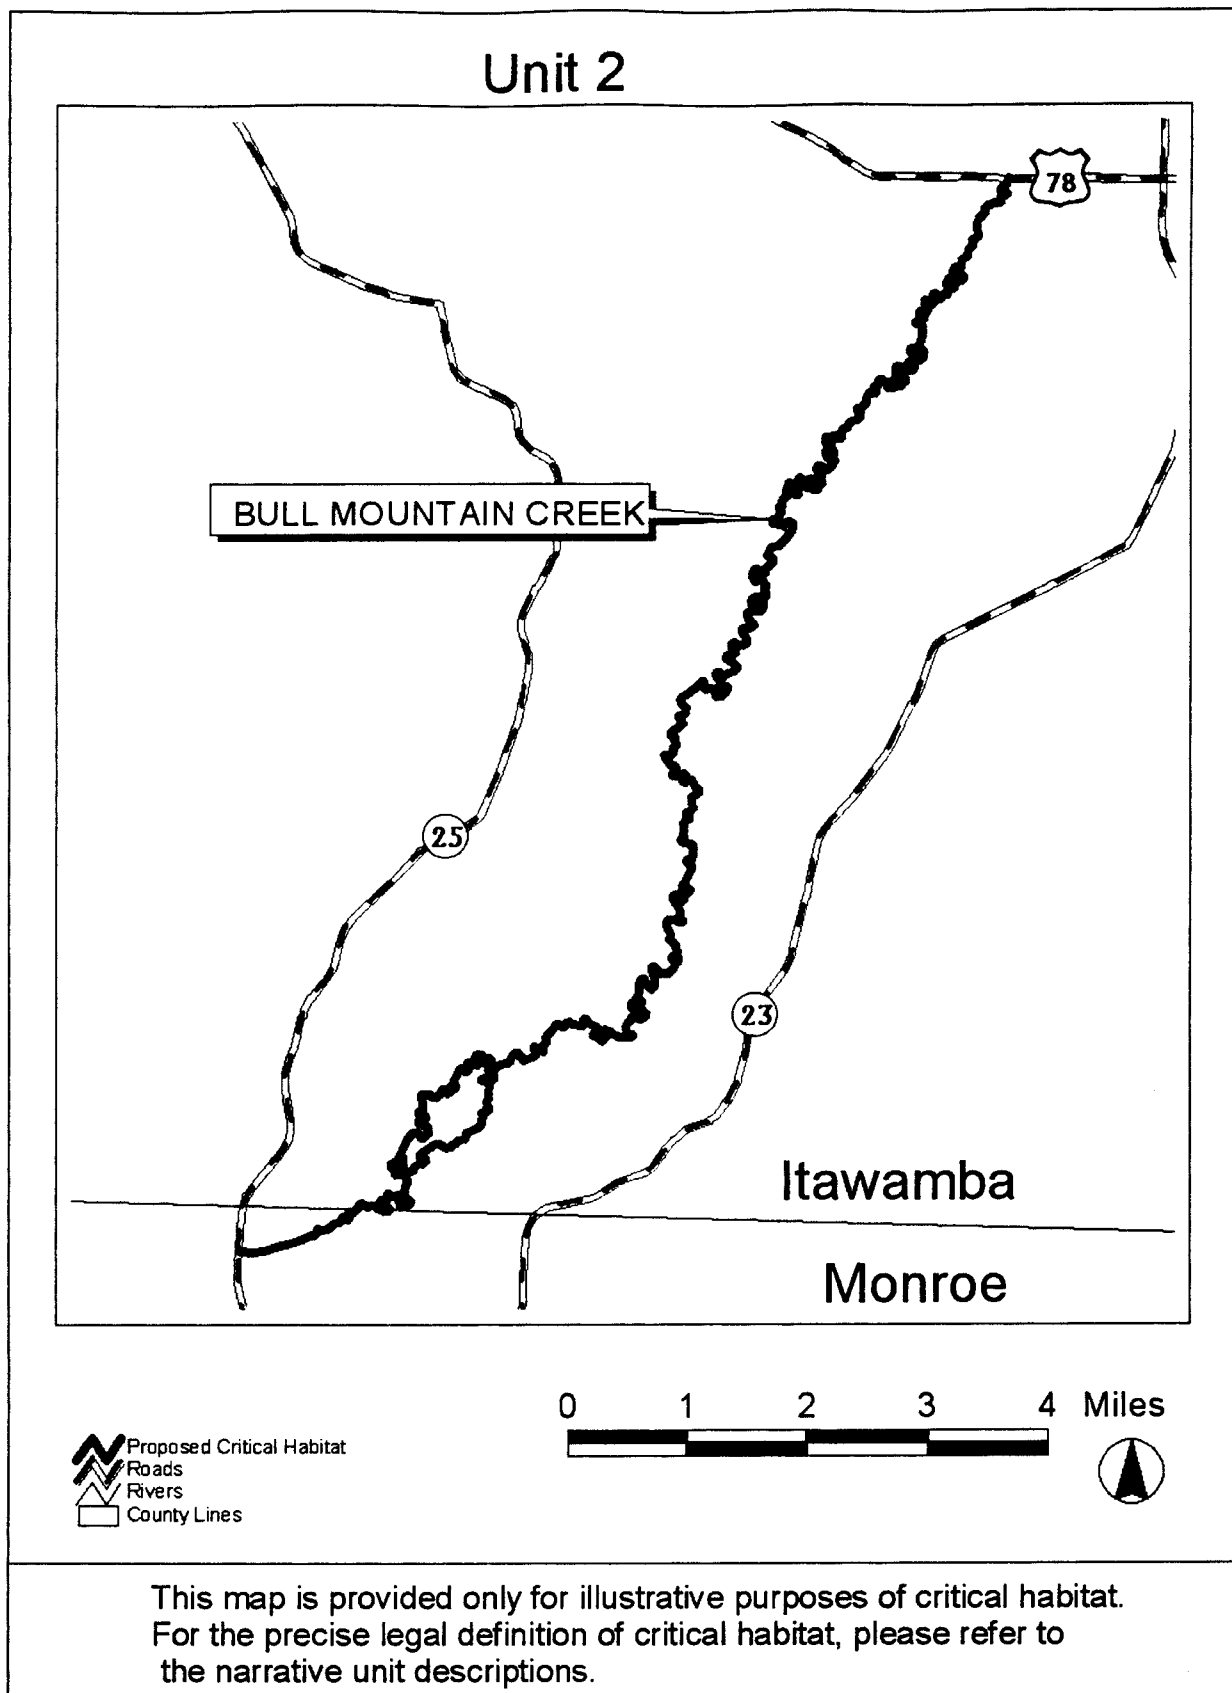 Unit 2
78
BULL MOUNTAIN CREEK
25
23
Itawamba
Monroe
0 1 2 3 4 Miles
Proposed Critical Habitat
Roads
Rivers
County Lines
This map is provided only for illustrative purposes of critical habitat.
For the precise legal definition of critical habitat, please refer to
the narrative unit descriptions.